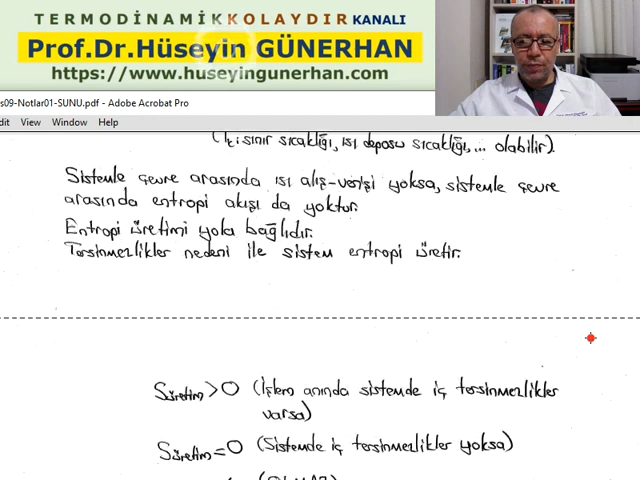 TERMODİNAMİKKOLAYDIR KANALI
Prof.Dr.Hüseyin GÜNERHAN
https://www.huseyingunerhan.com
s09-Notlar01-SUNU.pdf - Adobe Acrobat Pro
dit View Window Help
sınır sıcaklığı, ısı deposu sıcaklığı, ... olabilir).
Sistemle çevre arasında ısı alış-verişi yoksa, sistemle çevre
arasında entropi akışı da yoktur.
Entropi üretimi yola bağlıdır.
Tersinmezlikler nedeni ile sistem entropi üretir.
Süretim > 0 (İşlem anında sistemde iç tersinmezlikler
varsa)
Süretim = 0 (Sistemde iç tersinmezlikler yoksa)